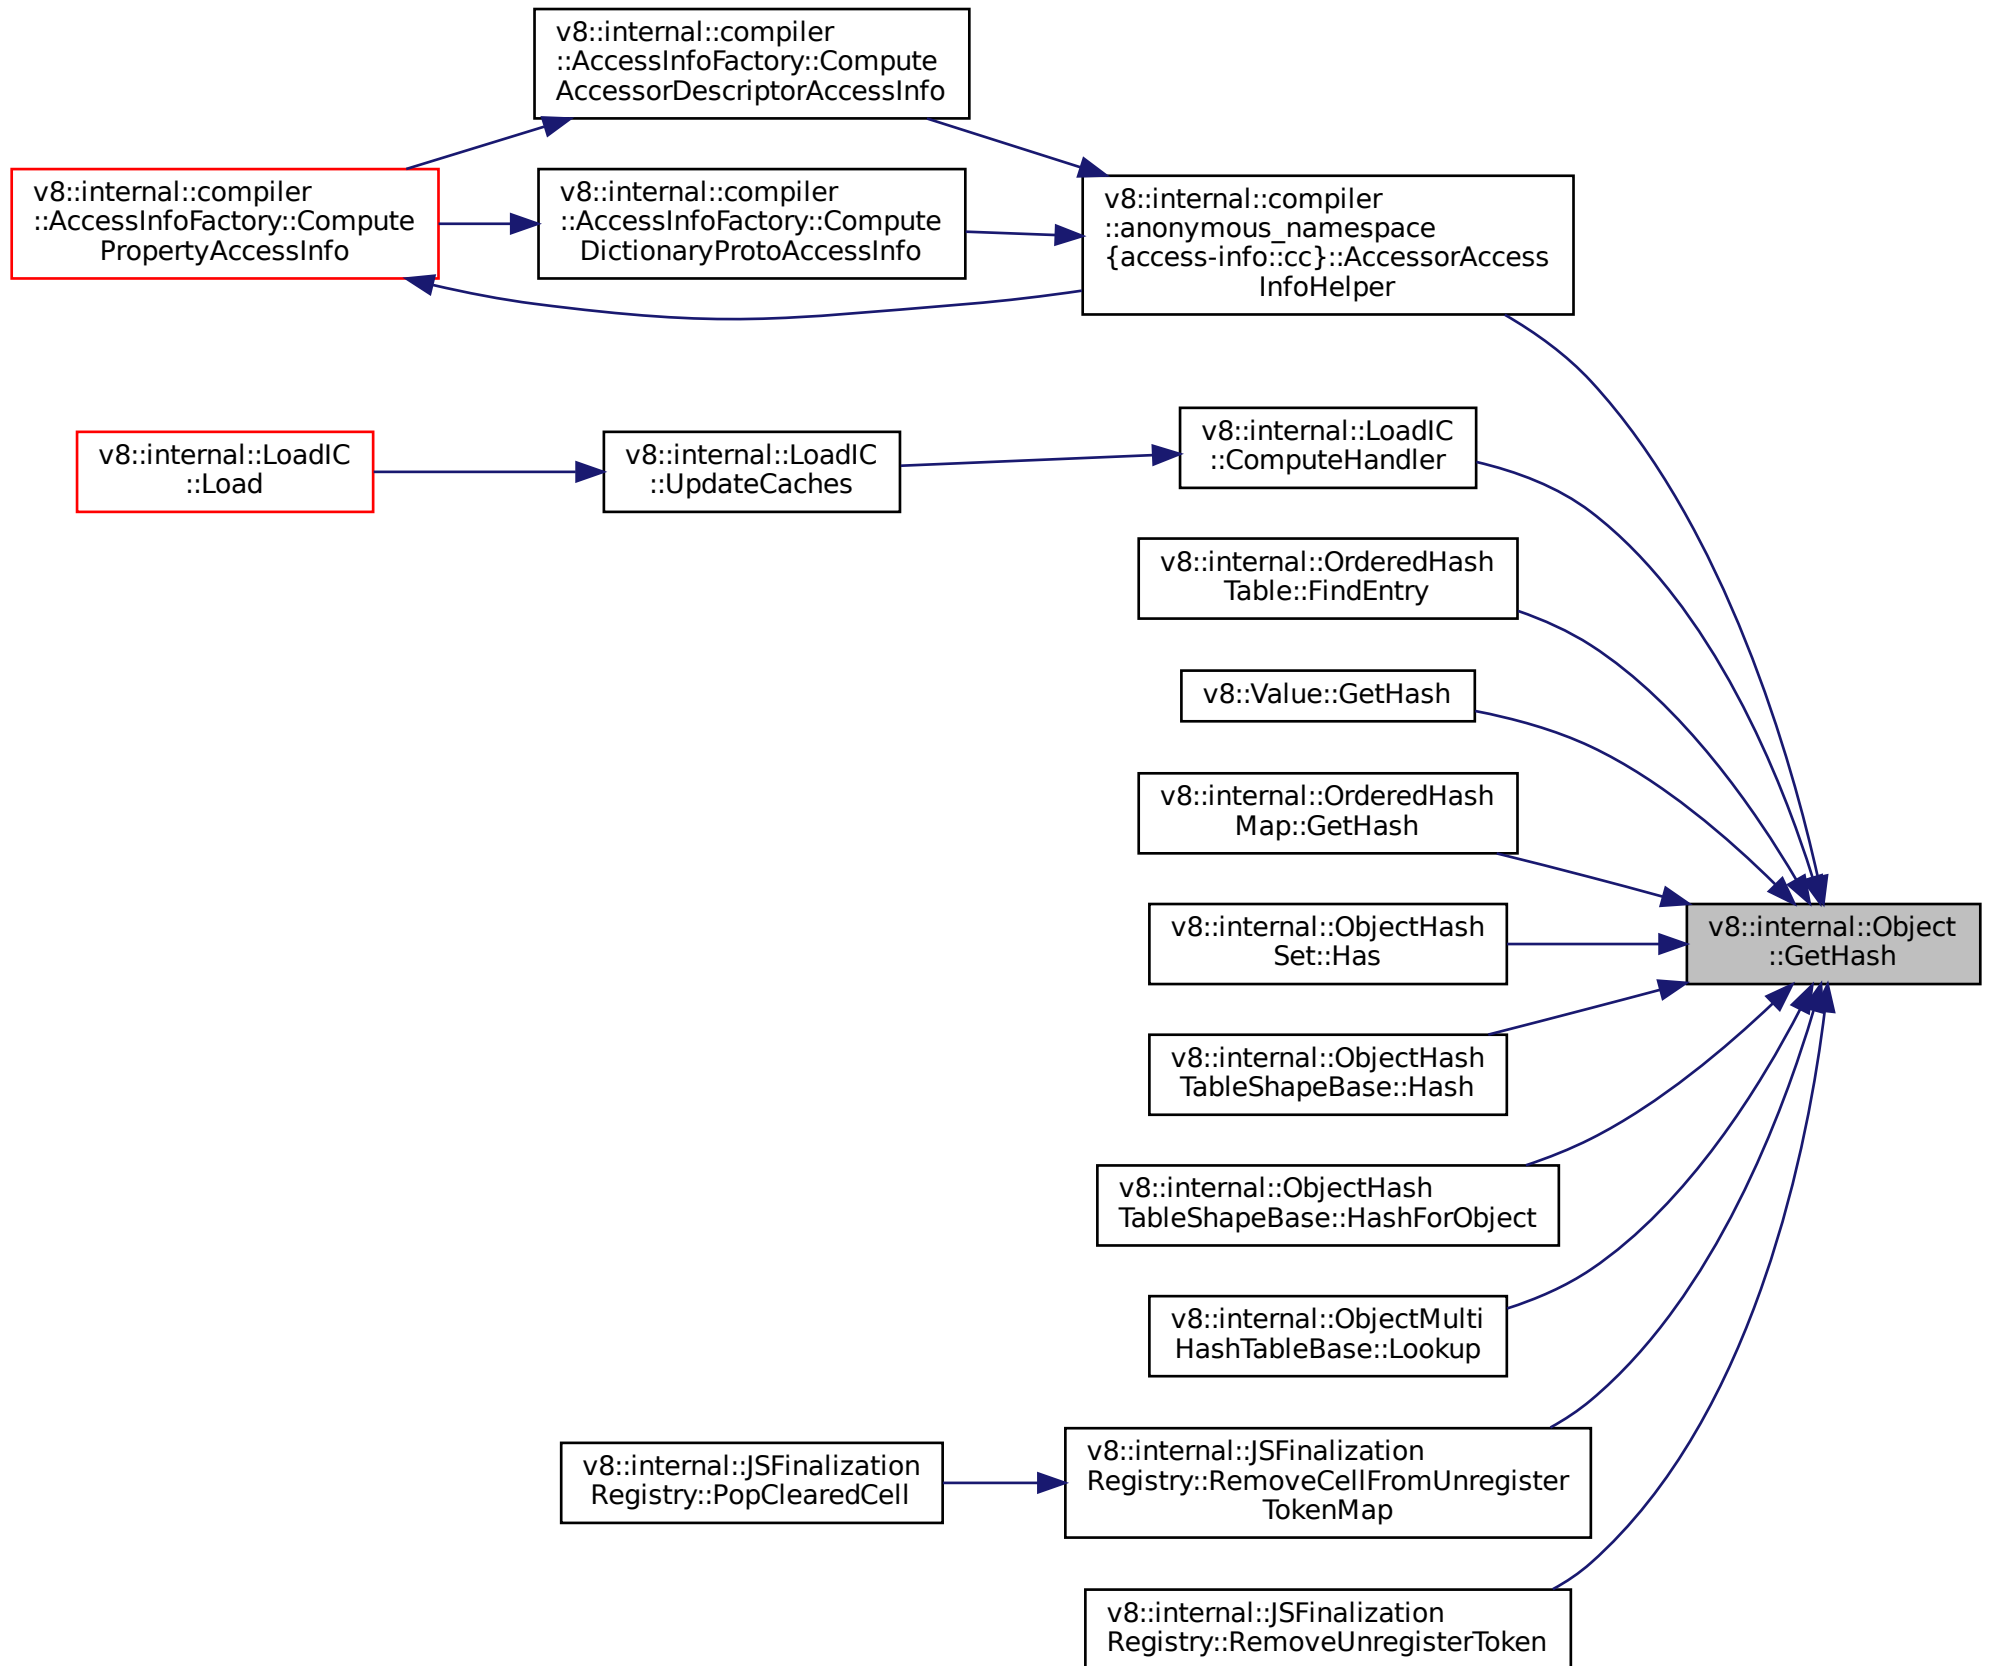 v8::internal::compiler
::AccessInfoFactory::Compute
AccessorDescriptorAccessInfo
v8::internal::compiler
::AccessInfoFactory::Compute
PropertyAccessInfo
v8::internal::compiler
::AccessInfoFactory::Compute
DictionaryProtoAccessInfo
v8::internal::compiler
::anonymous_namespace
{access-info::cc}::AccessorAccess
InfoHelper
v8::internal::LoadIC
::Load
v8::internal::LoadIC
::UpdateCaches
v8::internal::LoadIC
::ComputeHandler
v8::internal::OrderedHash
Table::FindEntry
v8::Value::GetHash
v8::internal::OrderedHash
Map::GetHash
v8::internal::ObjectHash
Set::Has
v8::internal::Object
::GetHash
v8::internal::ObjectHash
TableShapeBase::Hash
v8::internal::ObjectHash
TableShapeBase::HashForObject
v8::internal::ObjectMulti
HashTableBase::Lookup
v8::internal::JSFinalization
Registry::PopClearedCell
v8::internal::JSFinalization
Registry::RemoveCellFromUnregister
TokenMap
v8::internal::JSFinalization
Registry::RemoveUnregisterToken